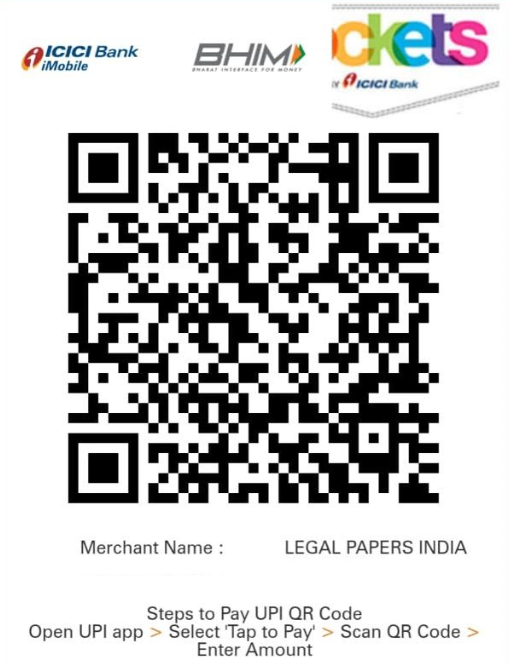 ICICI Bank
iMobile
BHIM
BHARAT INTERFACE FOR MONEY
ckets
ICICI Bank
Merchant Name : LEGAL PAPERS INDIA
Steps to Pay UPI QR Code
Open UPI app > Select 'Tap to Pay' > Scan QR Code >
Enter Amount